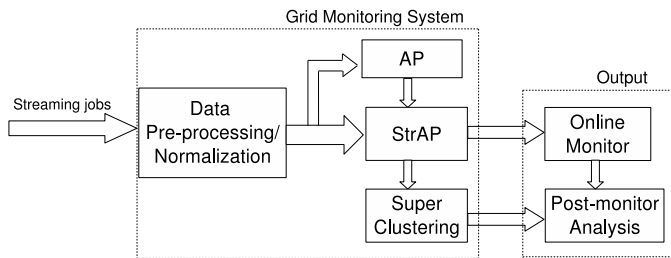 Grid Monitoring System
AP
Output
Streaming jobs
Data
Pre-processing/
Normalization
StrAP
Online
Monitor
Super
Clustering
Post-monitor
Analysis